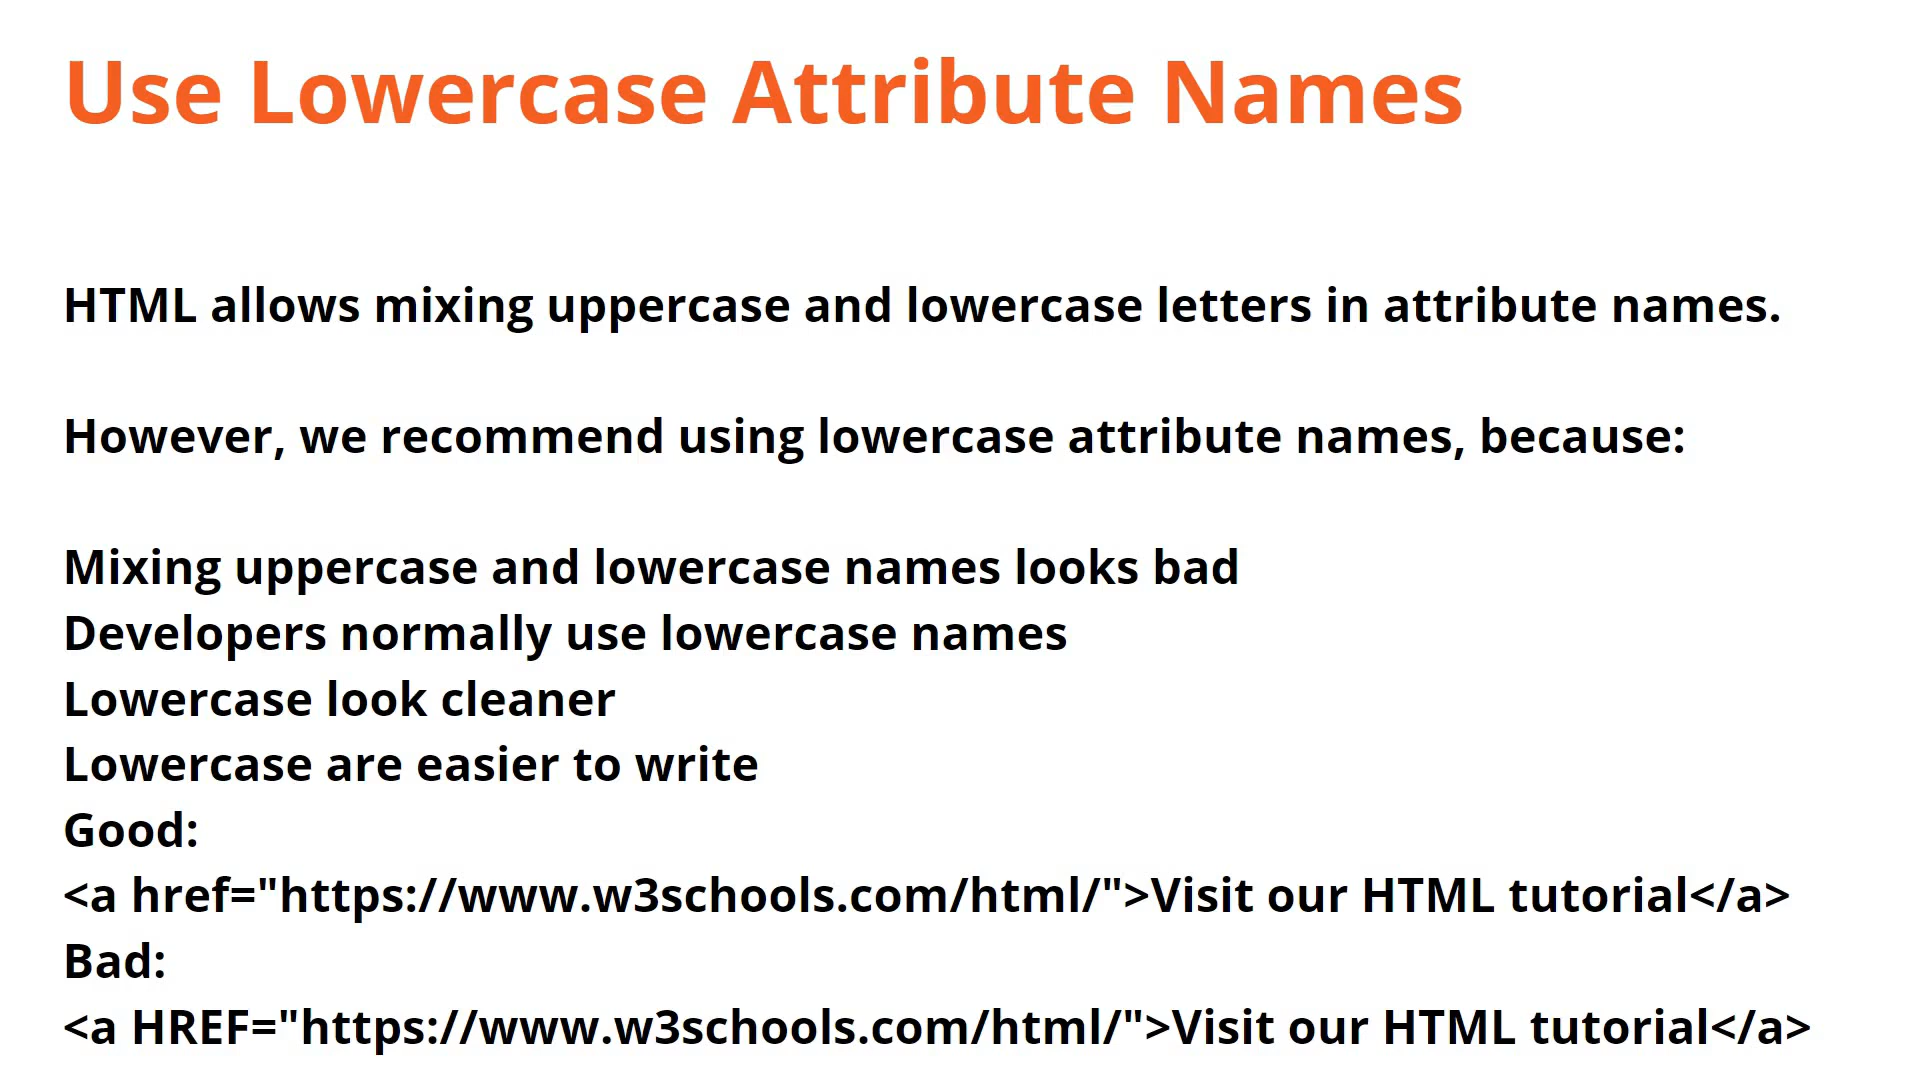 Use Lowercase Attribute Names
HTML allows mixing uppercase and lowercase letters in attribute names.
However, we recommend using lowercase attribute names, because:
Mixing uppercase and lowercase names looks bad
Developers normally use lowercase names
Lowercase look cleaner
Lowercase are easier to write
Good:
<a href="https://www.w3schools.com/html/">Visit our HTML tutorial</a>
Bad:
<a HREF="https://www.w3schools.com/html/">Visit our HTML tutorial</a>